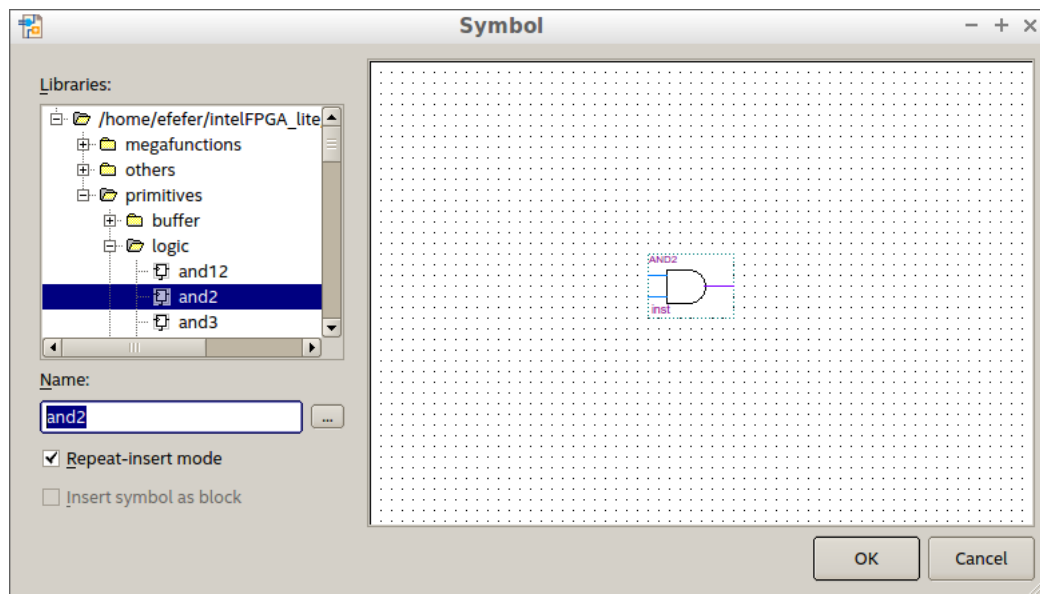 Symbol
Libraries:
/home/efefer/intelFPGA_lite
megafunctions
others
primitives
buffer
logic
and12
and2
and3
Name:
and2
...
Repeat-insert mode
Insert symbol as block
AND2
inst
OK
Cancel